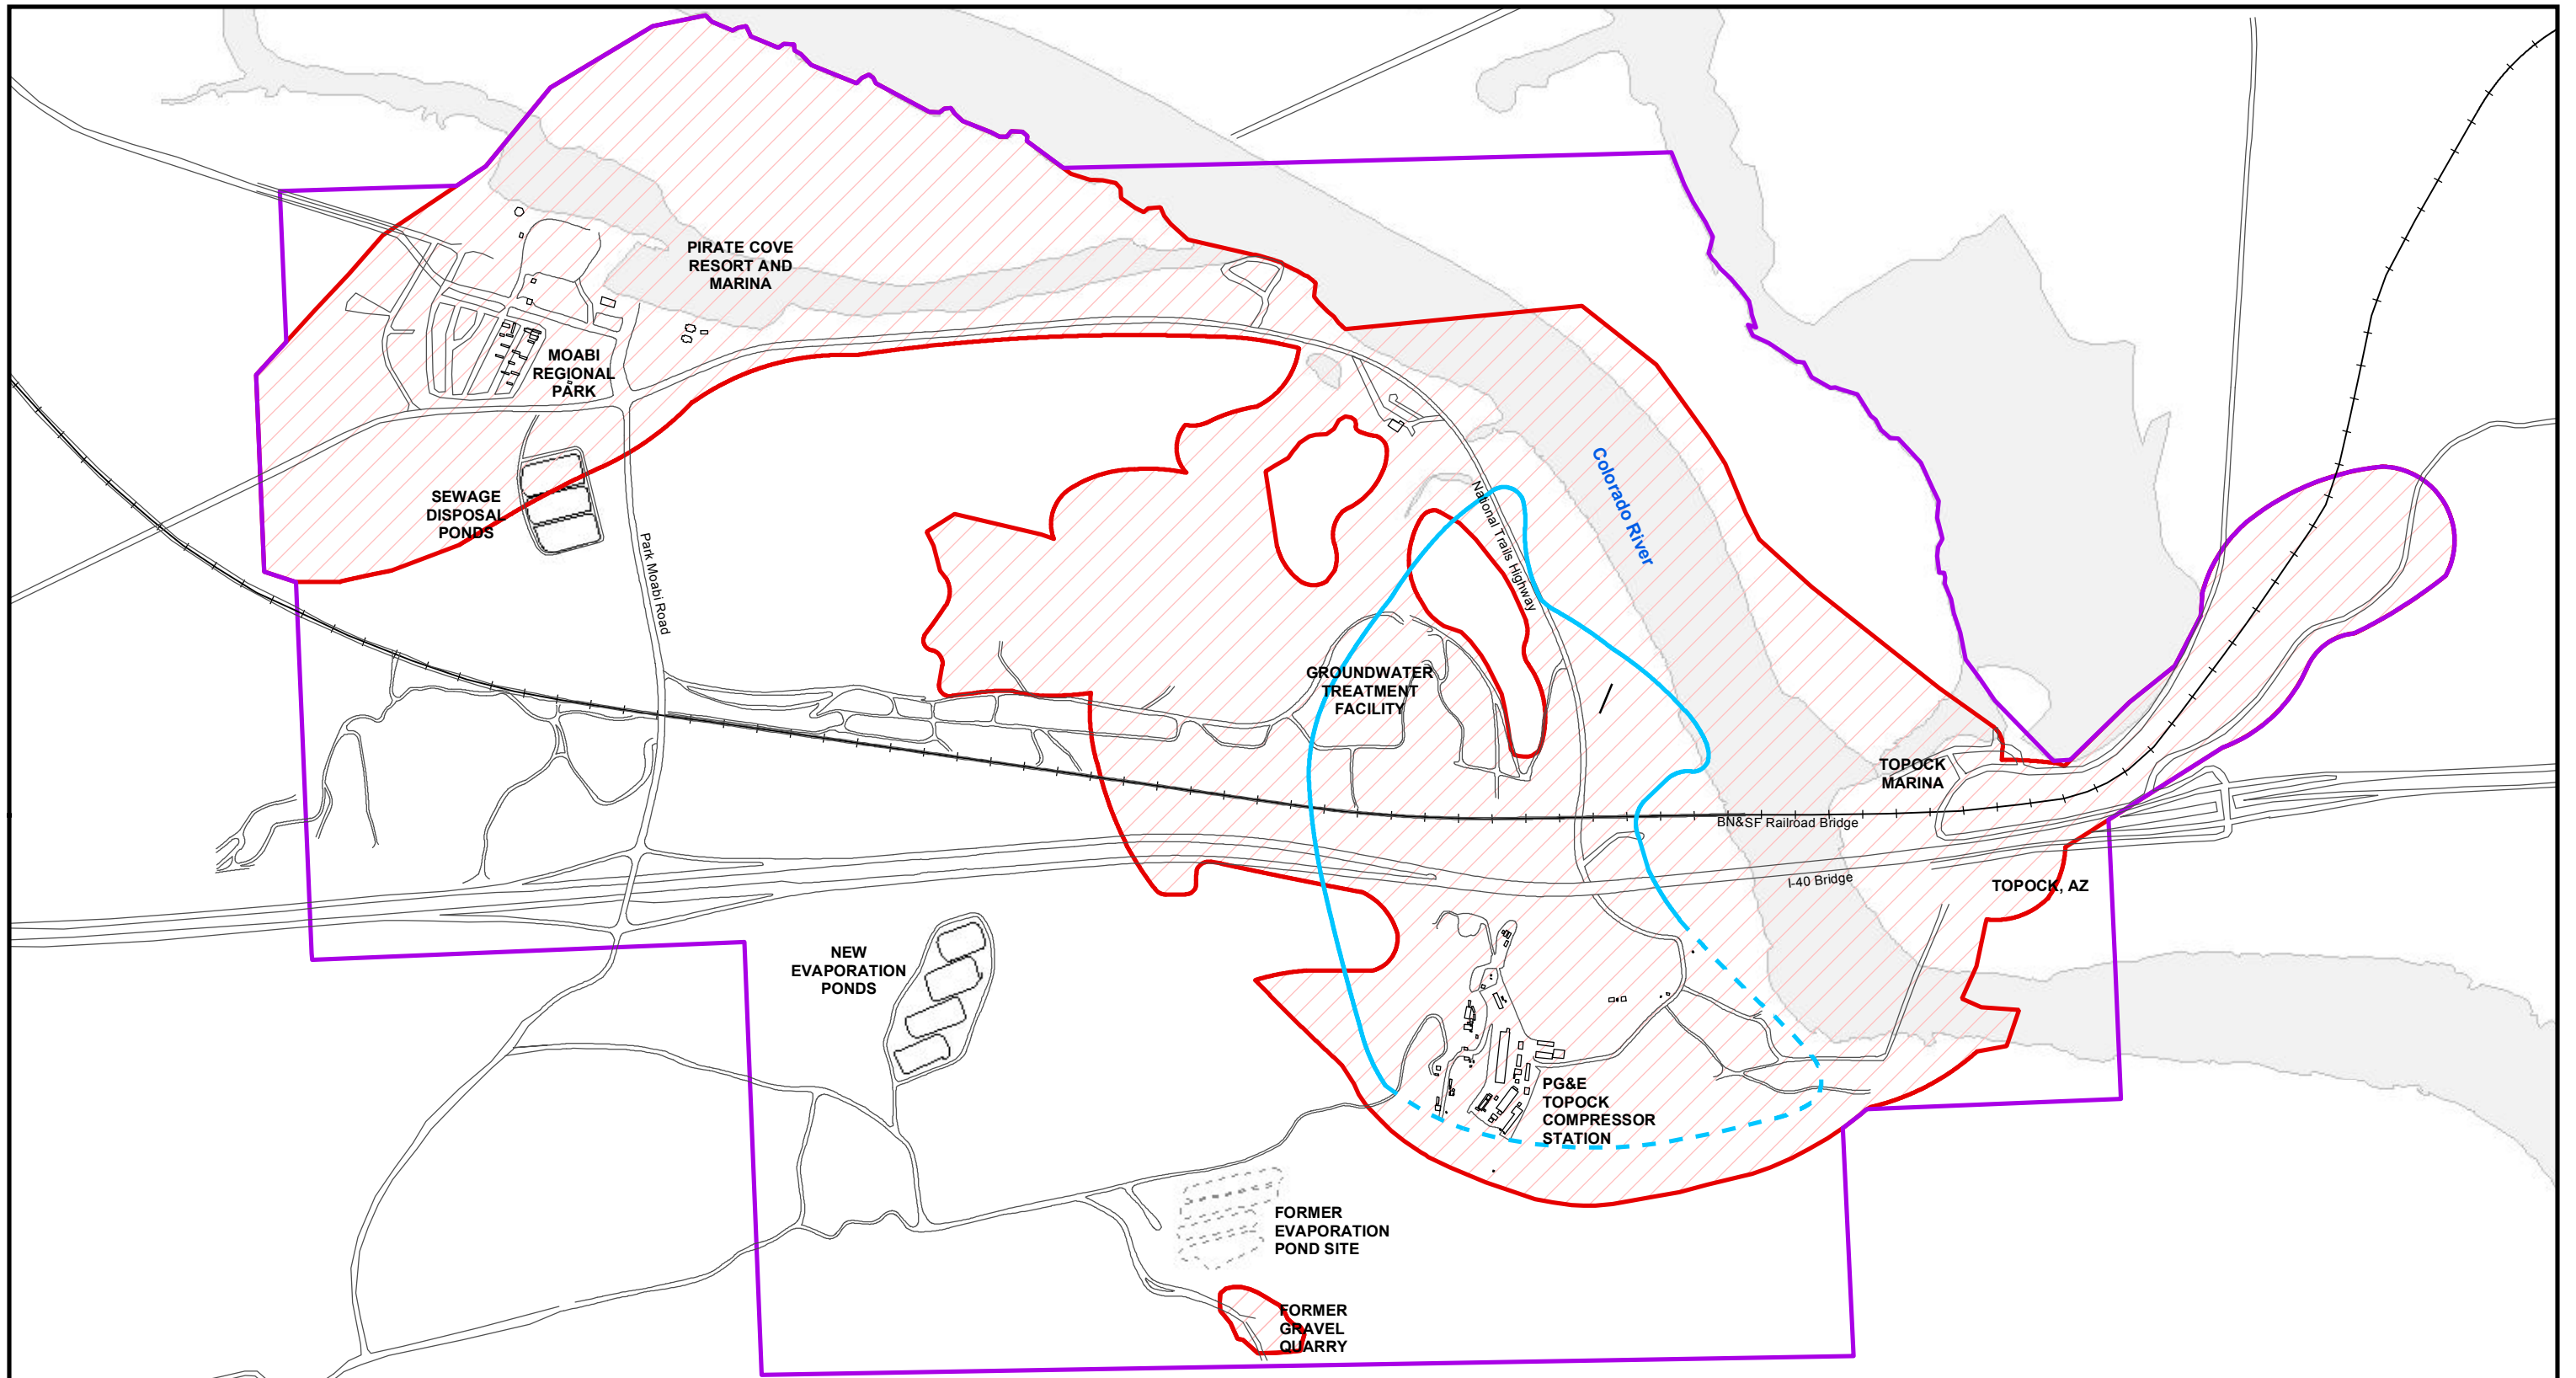 PIRATE COVE
RESORT AND
MARINA
MOABI
REGIONAL
PARK
SEWAGE
DISPOSAL
PONDS
Park Moabi Road
National Trails Highway
Colorado River
GROUNDWATER
TREATMENT
FACILITY
TOPOCK
MARINA
BN&SF Railroad Bridge
I-40 Bridge
TOPOCK, AZ
NEW
EVAPORATION
PONDS
PG&E
TOPOCK
COMPRESSOR
STATION
FORMER
EVAPORATION
POND SITE
FORMER
GRAVEL
QUARRY